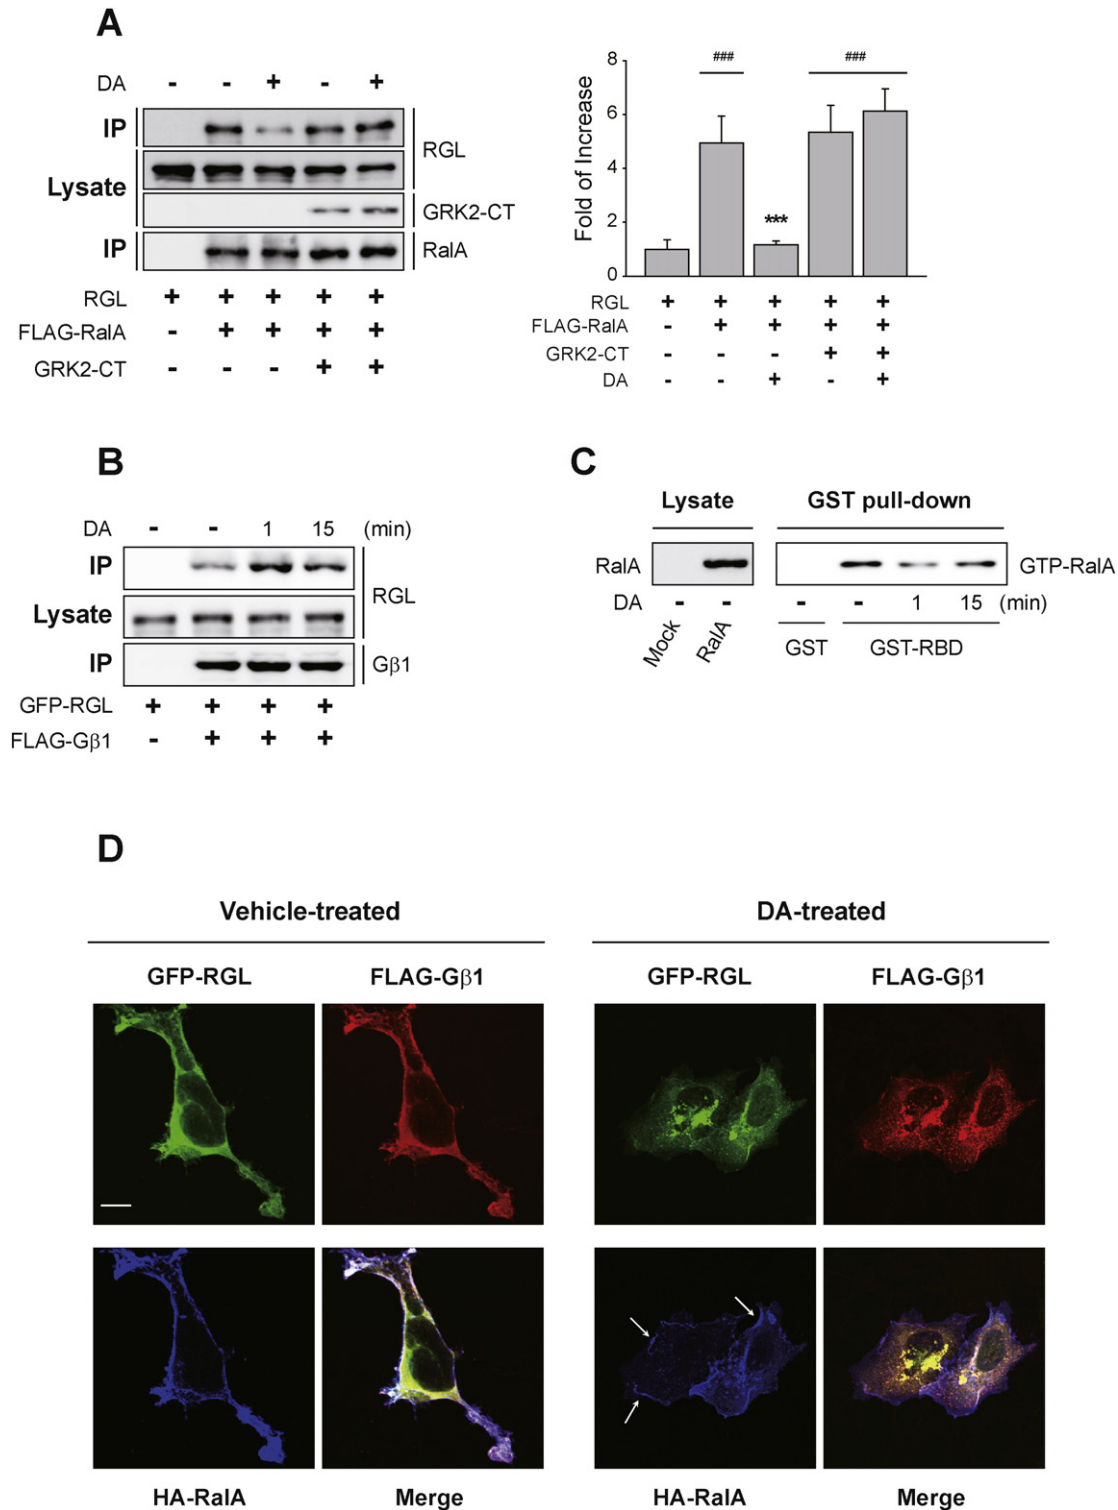 A
DA - - + - +
IP
RGL
Lysate
GRK2-CT
IP
RalA
RGL + + + + +
FLAG-RalA - + + + +
GRK2-CT - - - + +
Fold of Increase
8
6
4
2
0
###
***
###
RGL + + + + +
FLAG-RalA - + + + +
GRK2-CT - - - + +
DA - - + - +
B
DA - - 1 15 (min)
IP
RGL
Lysate
IP
Gβ1
GFP-RGL + + + +
FLAG-Gβ1 - + + +
C
Lysate GST pull-down
RalA GTP-RalA
DA - - - - 1 15 (min)
Mock RalA GST GST-RBD
D
Vehicle-treated DA-treated
GFP-RGL FLAG-Gβ1 GFP-RGL FLAG-Gβ1
HA-RalA Merge HA-RalA Merge